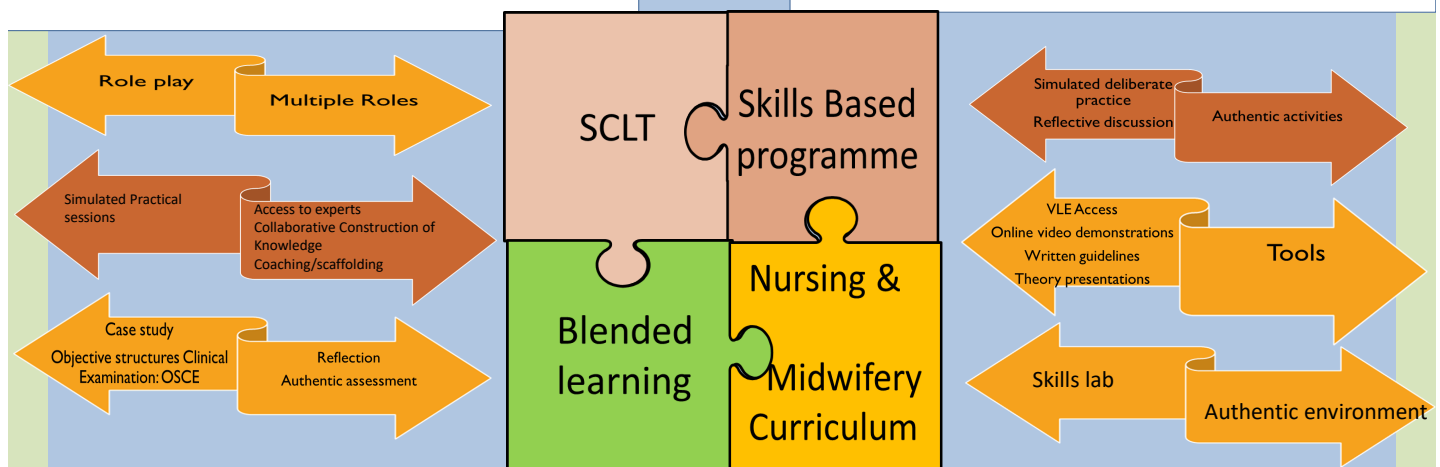 Role play
Multiple Roles
Simulated Practical
sessions
Access to experts
Collaborative Construction of
Knowledge
Coaching/scaffolding
Case study
Objective structures Clinical
Examination: OSCE
Reflection
Authentic assessment
SCLT
Skills Based
programme
Blended
learning
Nursing &
Midwifery
Curriculum
Simulated deliberate
practice
Reflective discussion
Authentic activities
VLE Access
Online video demonstrations
Written guidelines
Theory presentations
Tools
Skills lab
Authentic environment